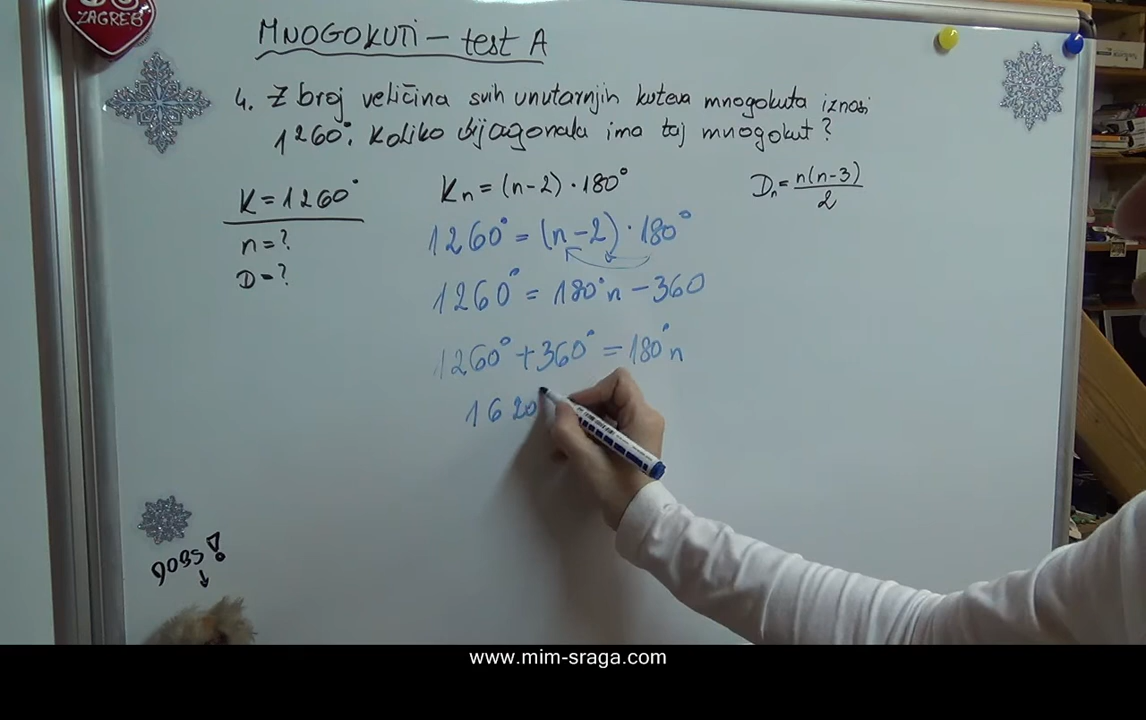 ZAGREB
MNOGOKUTI – test A
4. Zbroj veličina svih unutarnjih kuteva mnogokuta iznosi
1260°. Koliko dijagonala ima taj mnogokut?
K = 1260°
n = ?
D = ?
Kn = (n-2) · 180°
1260° = (n-2) · 180°
1260° = 180°n - 360
1260° + 360° = 180°n
1620
Dn = n(n-3)/2
JOBS!
www.mim-sraga.com